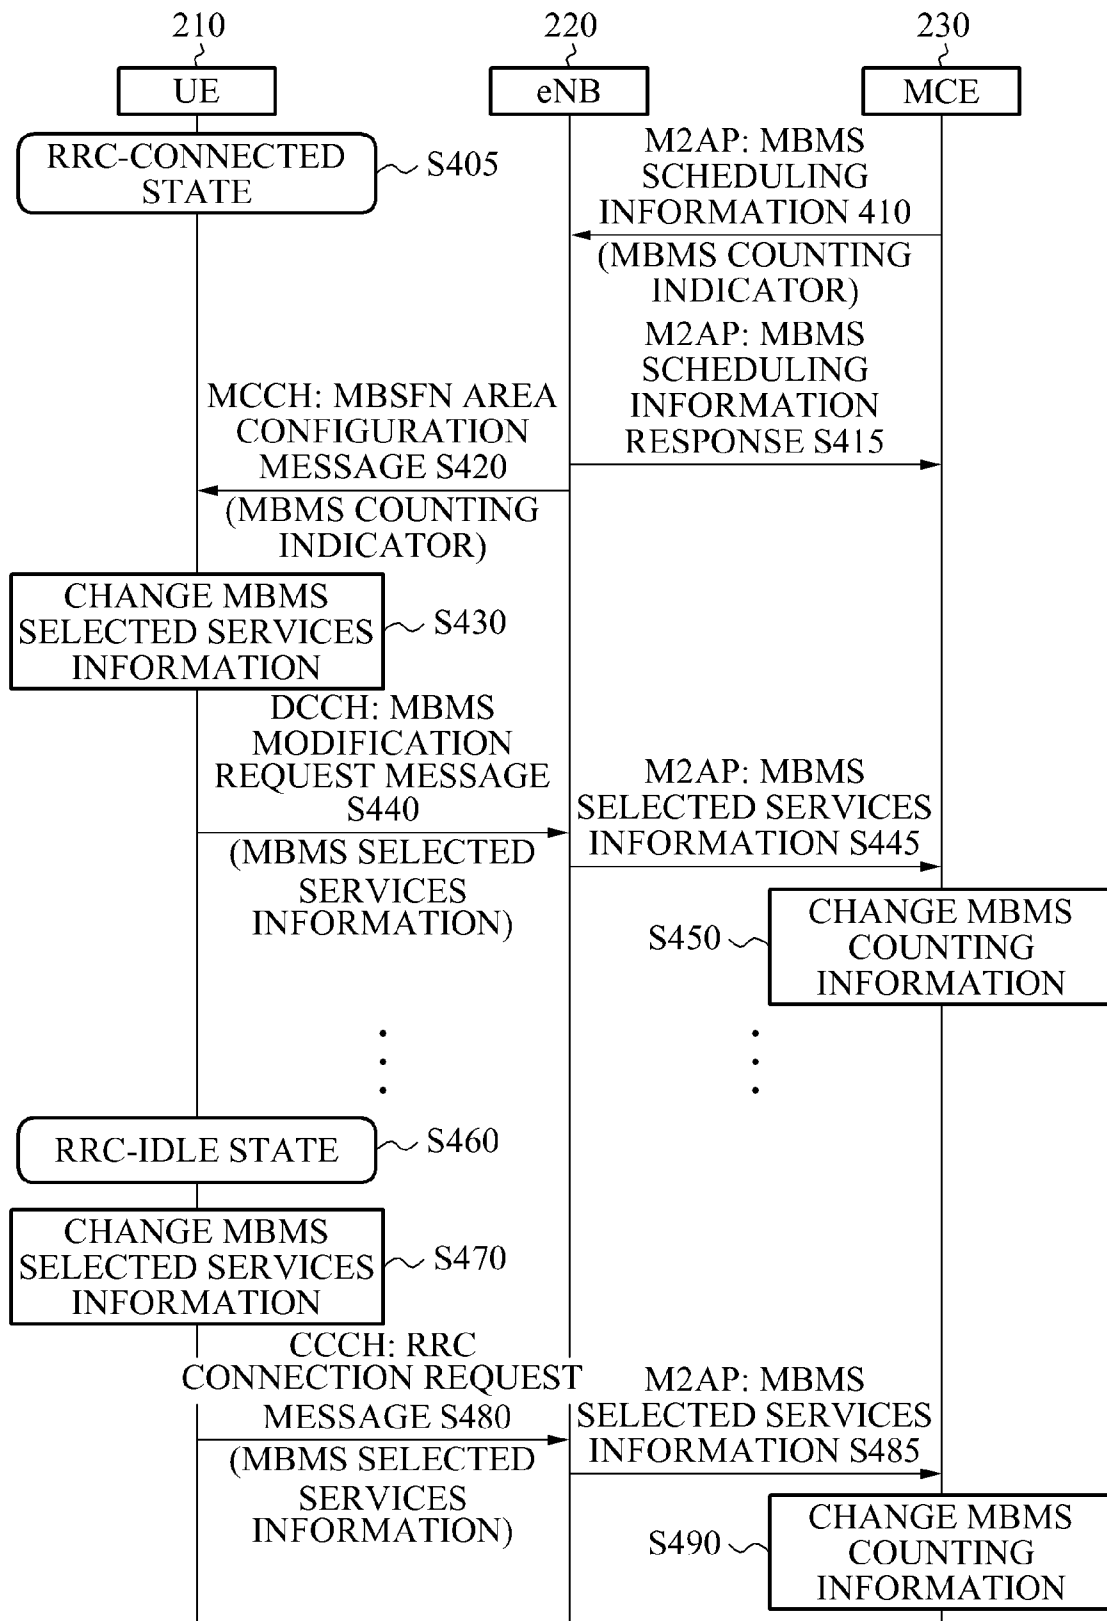 210
220
230
UE
eNB
MCE
RRC-CONNECTED
STATE
S405
M2AP: MBMS
SCHEDULING
INFORMATION 410
(MBMS COUNTING
INDICATOR)
M2AP: MBMS
SCHEDULING
INFORMATION
RESPONSE S415
MCCH: MBSFN AREA
CONFIGURATION
MESSAGE S420
(MBMS COUNTING
INDICATOR)
CHANGE MBMS
SELECTED SERVICES
INFORMATION
S430
DCCH: MBMS
MODIFICATION
REQUEST MESSAGE
S440
(MBMS SELECTED
SERVICES
INFORMATION)
M2AP: MBMS
SELECTED SERVICES
INFORMATION S445
S450
CHANGE MBMS
COUNTING
INFORMATION
RRC-IDLE STATE
S460
CHANGE MBMS
SELECTED SERVICES
INFORMATION
S470
CCCH: RRC
CONNECTION REQUEST
MESSAGE S480
(MBMS SELECTED
SERVICES
INFORMATION)
M2AP: MBMS
SELECTED SERVICES
INFORMATION S485
S490
CHANGE MBMS
COUNTING
INFORMATION